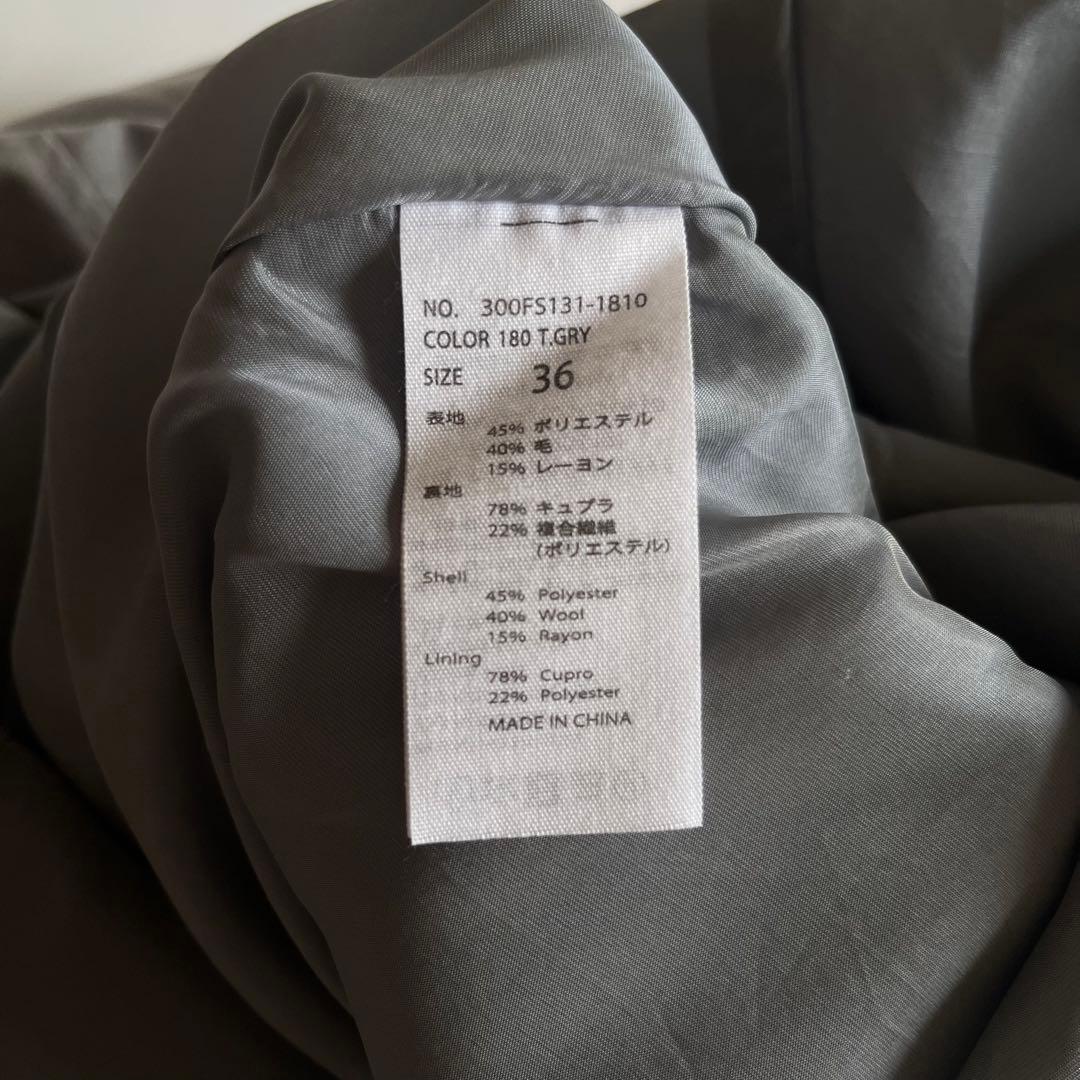 NO. 300FS131-1810
COLOR 180 T.GRY
SIZE 36
表地
45% ポリエステル
40% 毛
15% レーヨン
裏地
78% キュプラ
22% 複合繊維
(ポリエステル)
Shell
45% Polyester
40% Wool
15% Rayon
Lining
78% Cupro
22% Polyester
MADE IN CHINA